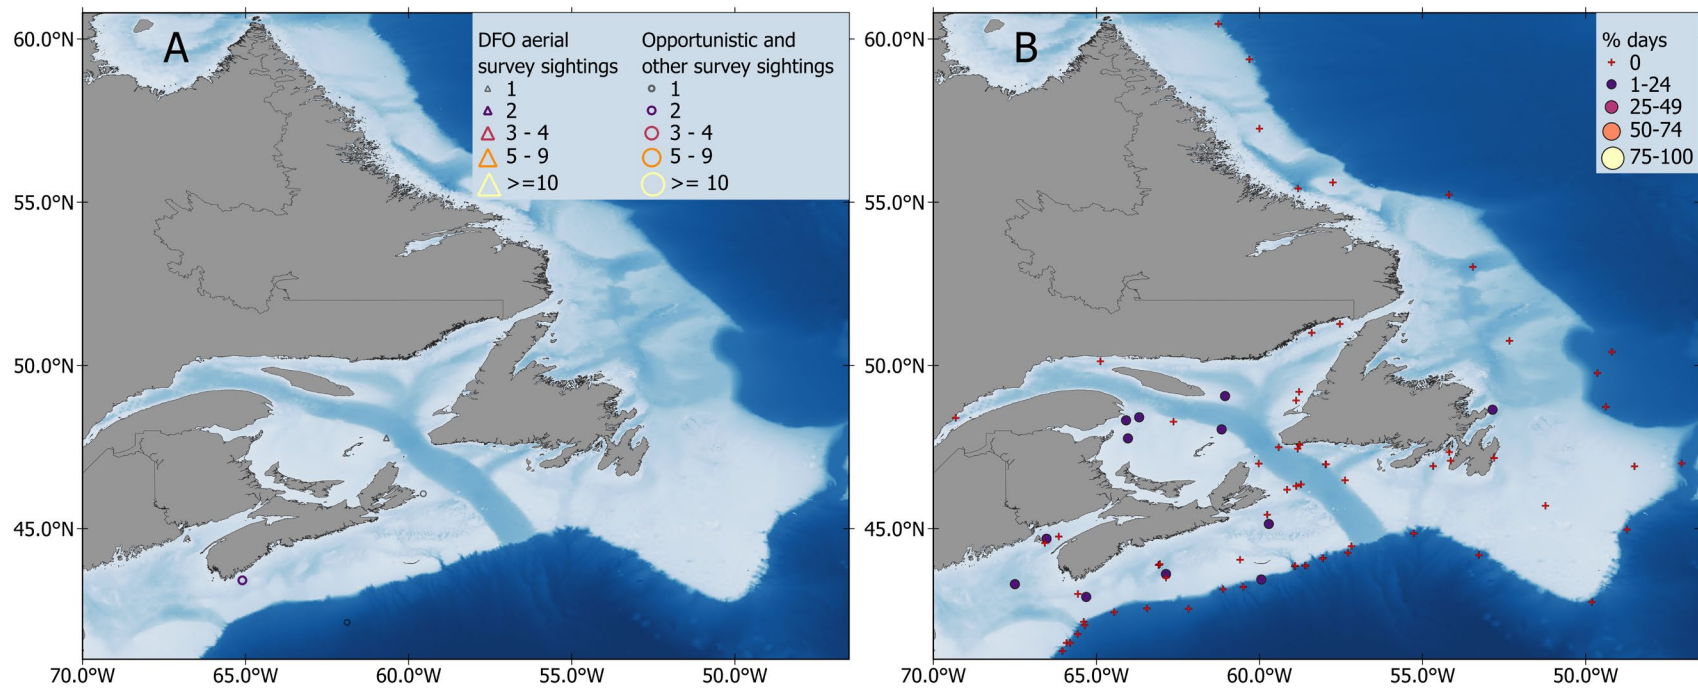 A
DFO aerial
survey sightings
1
2
3 - 4
5 - 9
>=10
Opportunistic and
other survey sightings
1
2
3 - 4
5 - 9
>= 10
60.0°N
55.0°N
50.0°N
45.0°N
70.0°W
65.0°W
60.0°W
55.0°W
50.0°W
B
% days
0
1-24
25-49
50-74
75-100
60.0°N
55.0°N
50.0°N
45.0°N
70.0°W
65.0°W
60.0°W
55.0°W
50.0°W